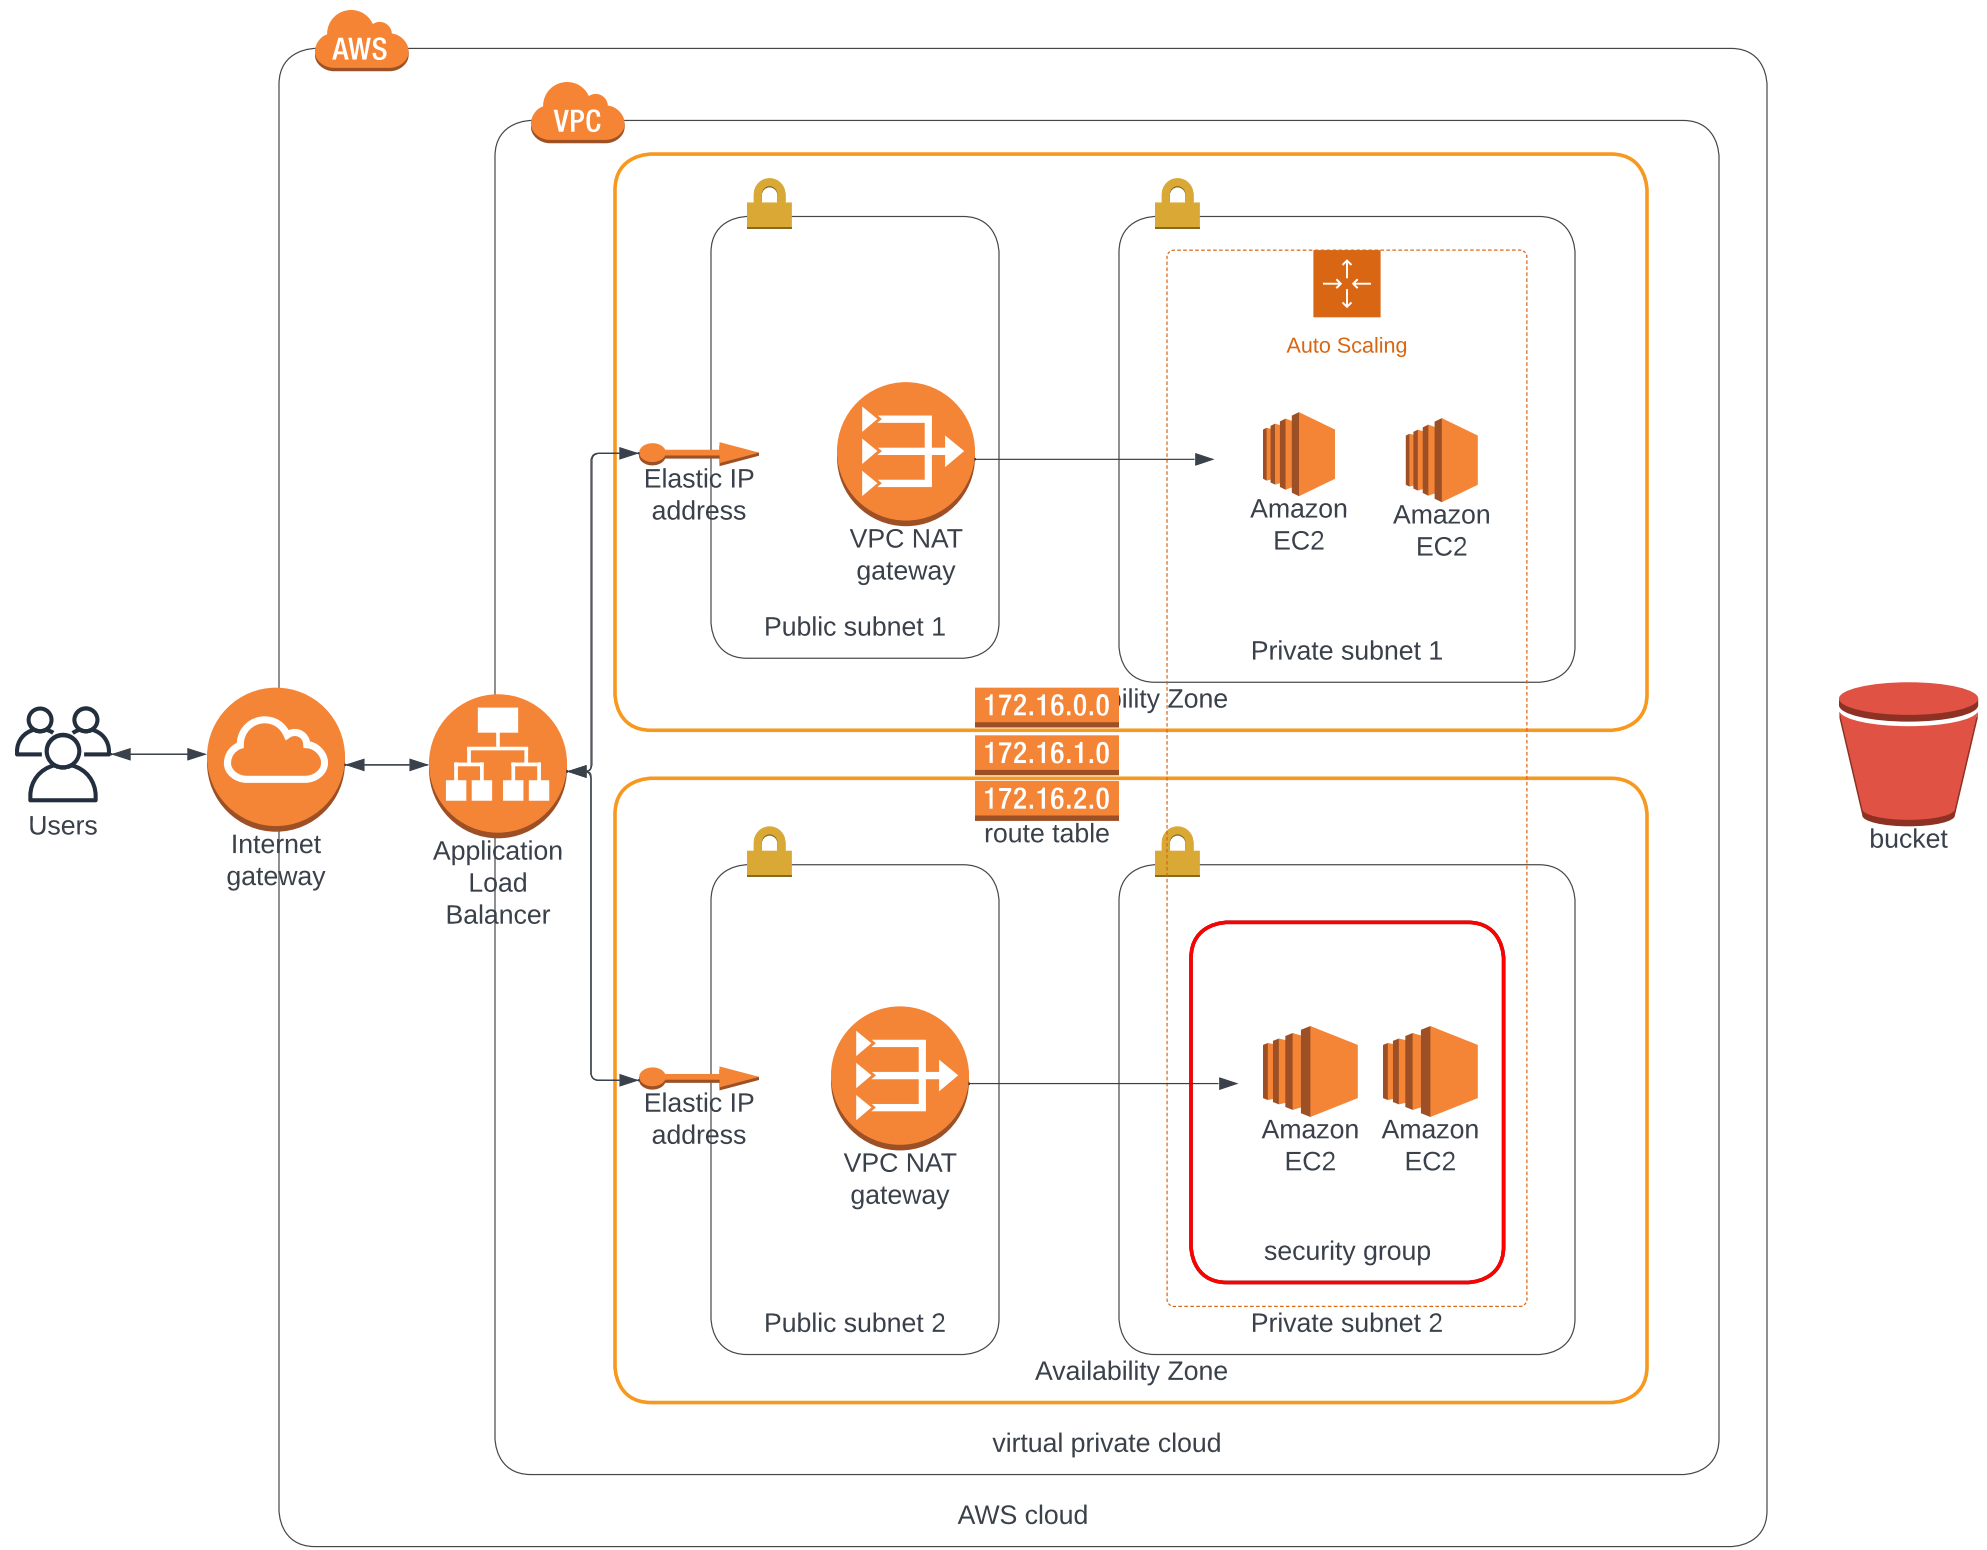 AWS
VPC
Auto Scaling
Elastic IP
address
VPC NAT
gateway
Amazon
EC2
Amazon
EC2
Public subnet 1
Private subnet 1
Zone
172.16.0.0
172.16.1.0
172.16.2.0
route table
Users
Internet
gateway
Application
Load
Balancer
bucket
Elastic IP
address
VPC NAT
gateway
Amazon
EC2
Amazon
EC2
security group
Public subnet 2
Private subnet 2
Availability Zone
virtual private cloud
AWS cloud